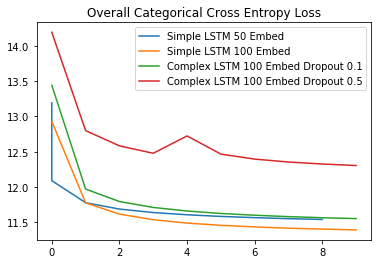 Overall Categorical Cross Entropy Loss
Simple LSTM 50 Embed
Simple LSTM 100 Embed
Complex LSTM 100 Embed Dropout 0.1
Complex LSTM 100 Embed Dropout 0.5
14.0
13.5
13.0
12.5
12.0
11.5
0 2 4 6 8